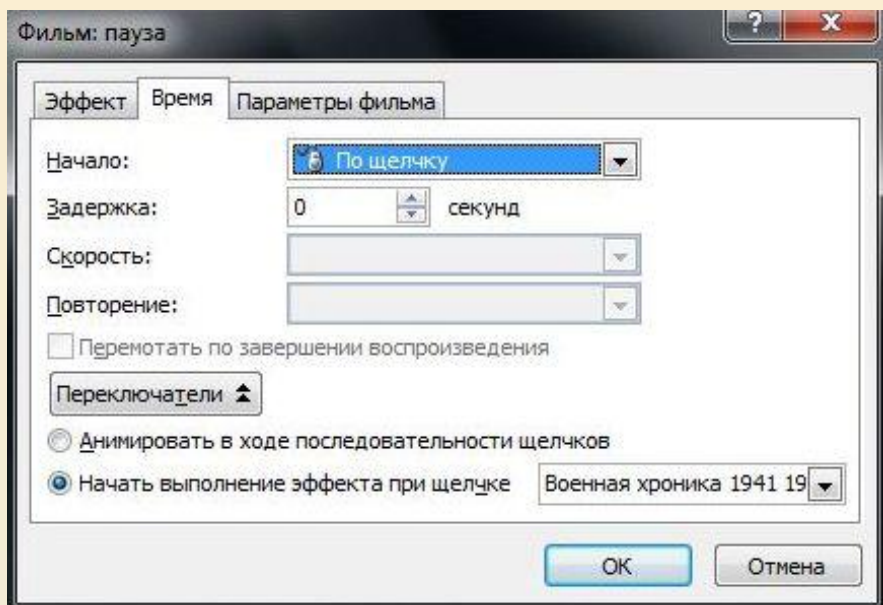 Фильм: пауза
Эффект Время Параметры фильма
Начало: По щелчку
Задержка: 0 секунд
Скорость:
Повторение:
Перемотать по завершении воспроизведения
Переключатели
Анимировать в ходе последовательности щелчков
Начать выполнение эффекта при щелчке Военная хроника 1941 19
ОК Отмена